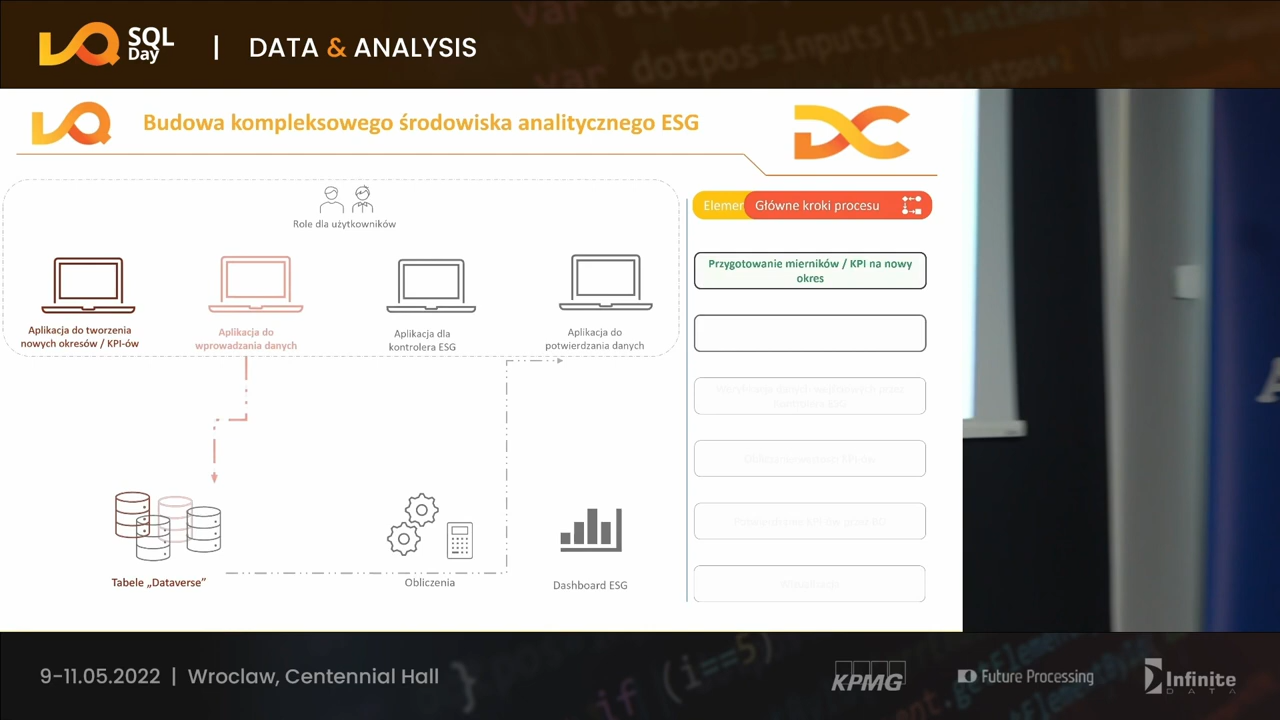 SQL Day | DATA & ANALYSIS
Budowa kompleksowego środowiska analitycznego ESG
Role dla użytkowników
Aplikacja do tworzenia
nowych okresów / KPI-ów
Aplikacja do
wprowadzania danych
Aplikacja dla
kontrolera ESG
Aplikacja do
potwierdzania danych
Tabele „Dataverse”
Obliczenia
Dashboard ESG
Elemen
Główne kroki procesu
Przygotowanie mierników / KPI na nowy
okres
9-11.05.2022 | Wroclaw, Centennial Hall
KPMG
Future Processing
Infinite
DATA